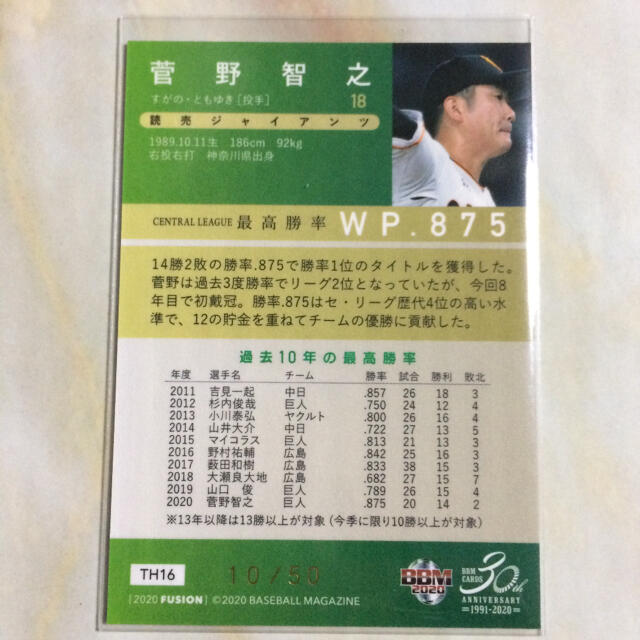 菅野智之
すがの・ともゆき [投手] 18
読売ジャイアンツ
1989.10.11生 186cm 92kg
右投右打 神奈川県出身
CENTRAL LEAGUE 最高勝率 WP.875
14勝2敗の勝率.875で勝率1位のタイトルを獲得した。
菅野は過去3度勝率でリーグ2位となっていたが、今回8
年目で初戴冠。勝率.875はセ・リーグ歴代4位の高い水
準で、12の貯金を重ねてチームの優勝に貢献した。
過去10年の最高勝率
年度 選手名 チーム 勝率 試合 勝利 敗北
2011 吉見一起 中日 .857 26 18 3
2012 杉内俊哉 巨人 .750 24 12 4
2013 小川泰弘 ヤクルト .800 26 16 4
2014 山井大介 中日 .722 27 13 5
2015 マイコラス 巨人 .813 21 13 3
2016 野村祐輔 広島 .842 25 16 3
2017 薮田和樹 広島 .833 38 15 3
2018 大瀬良大地 広島 .682 27 15 7
2019 山口 俊 巨人 .789 26 15 4
2020 菅野智之 巨人 .875 20 14 2
※'13年以降は13勝以上が対象（今季に限り10勝以上が対象）
TH16
10/50
BBM
2020
BBM
CARDS
30th
ANNIVERSARY
—1991-2020—
[2020 FUSION] ©2020 BASEBALL MAGAZINE